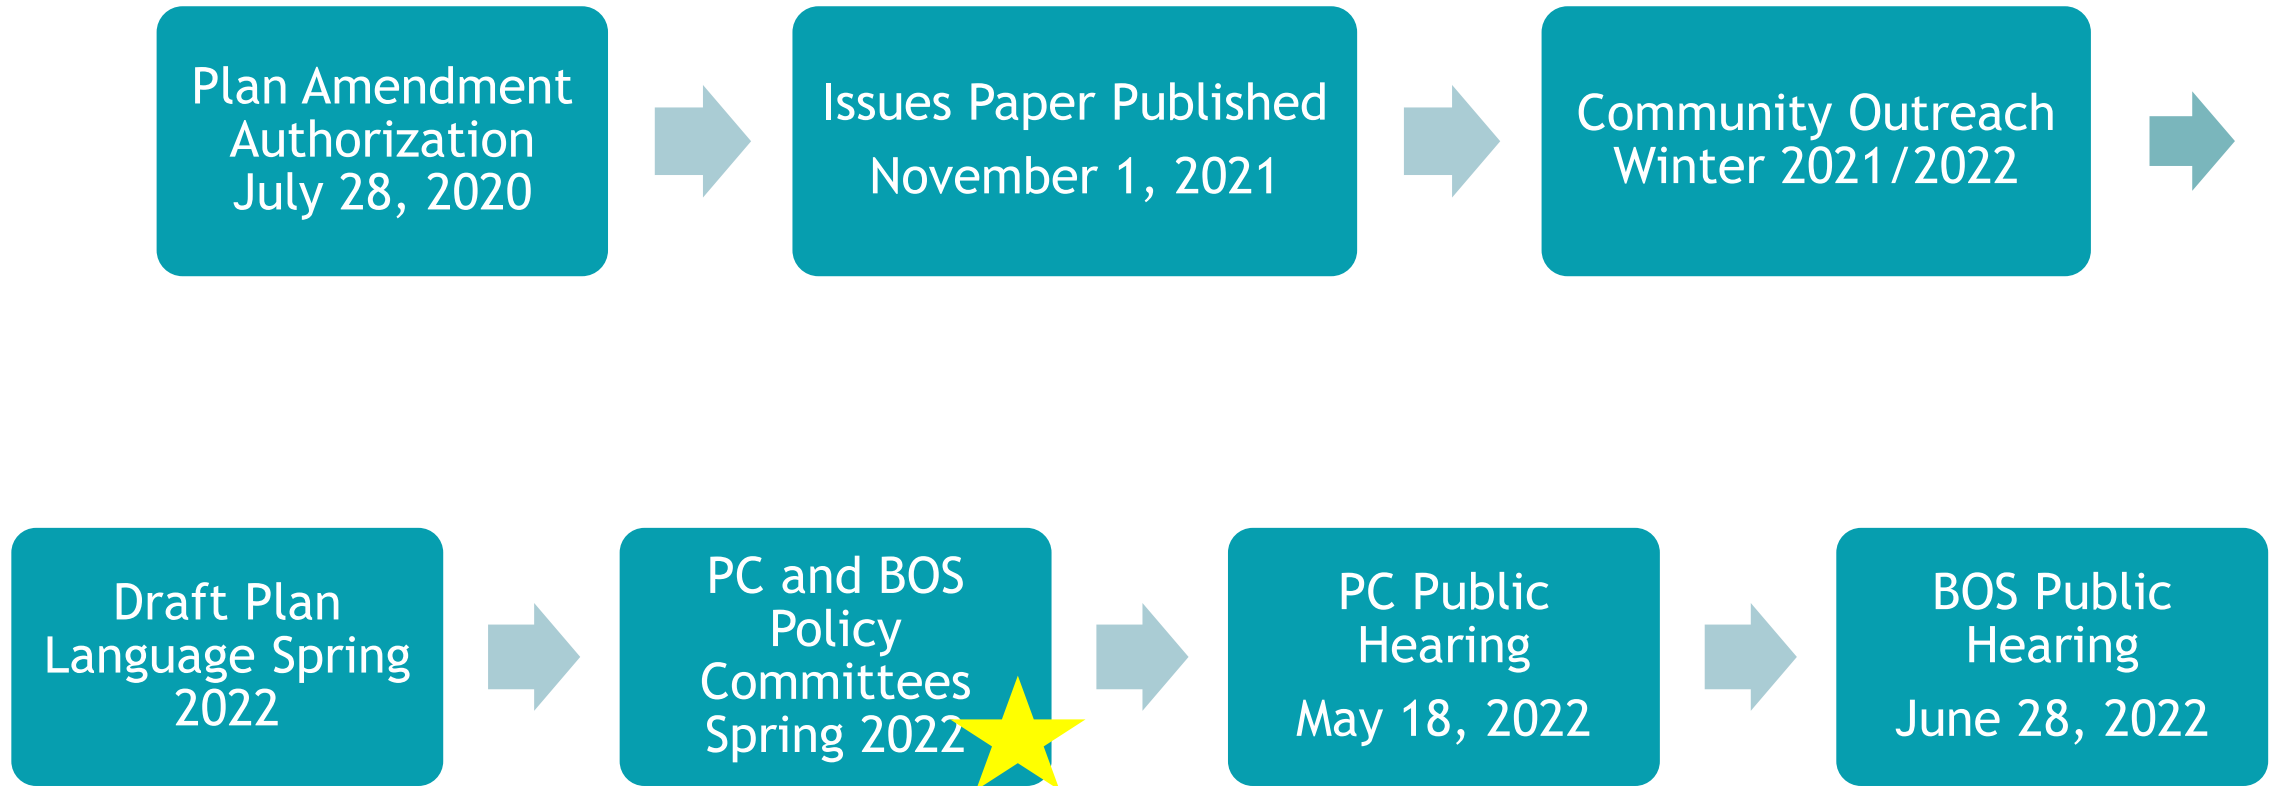 Plan Amendment
Authorization
July 28, 2020
Issues Paper Published
November 1, 2021
Community Outreach
Winter 2021/2022
Draft Plan
Language Spring
2022
PC and BOS
Policy
Committees
Spring 2022
PC Public
Hearing
May 18, 2022
BOS Public
Hearing
June 28, 2022